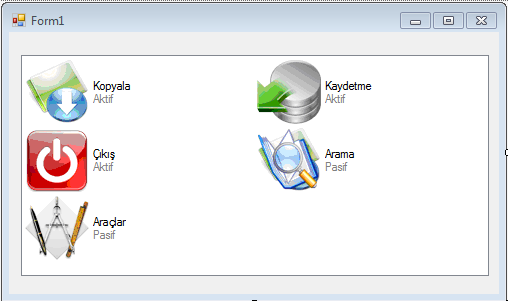 Form1
Kopyala
Aktif
Kaydetme
Aktif
Çıkış
Aktif
Arama
Pasif
Araçlar
Pasif